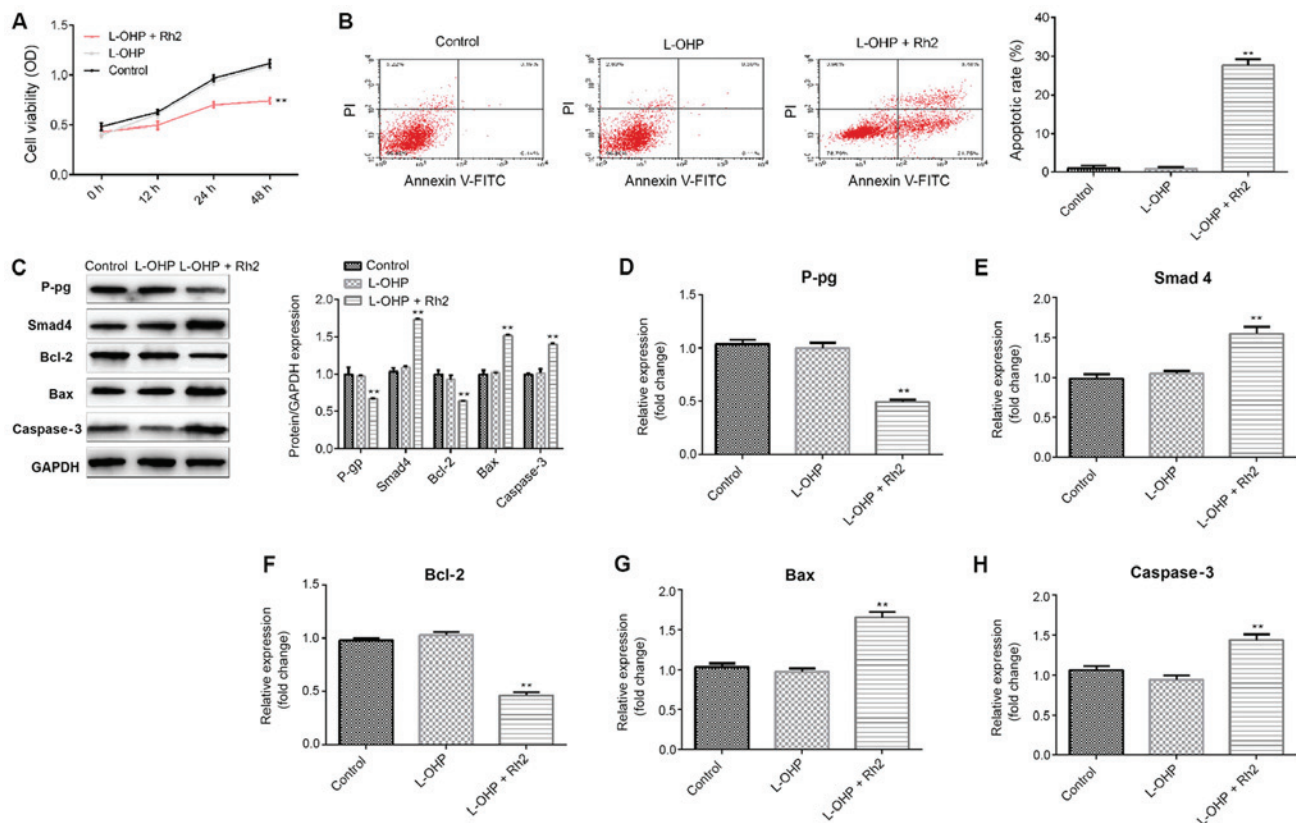 A
Cell viability (OD)
1.5
1.0
0.5
0.0
L-OHP + Rh2
L-OHP
Control
**
0 h
12 h
24 h
48 h
B
Control
L-OHP
L-OHP + Rh2
PI
PI
PI
Annexin V-FITC
Annexin V-FITC
Annexin V-FITC
Apoptotic rate (%)
40
30
20
10
0
**
Control
L-OHP
L-OHP + Rh2
C
Control L-OHP L-OHP + Rh2
P-pg
Smad4
Bcl-2
Bax
Caspase-3
GAPDH
Control
L-OHP
L-OHP + Rh2
Protein/GAPDH expression
2.0
1.5
1.0
0.5
0.0
**
**
**
**
**
P-gp
Smad4
Bcl-2
Bax
Caspase-3
D
P-pg
Relative expression
(fold change)
1.5
1.0
0.5
0.0
**
Control
L-OHP
L-OHP + Rh2
E
Smad 4
Relative expression
(fold change)
2.0
1.5
1.0
0.5
0.0
**
Control
L-OHP
L-OHP + Rh2
F
Bcl-2
Relative expression
(fold change)
1.5
1.0
0.5
0.0
**
Control
L-OHP
L-OHP + Rh2
G
Bax
Relative expression
(fold change)
2.0
1.5
1.0
0.5
0.0
**
Control
L-OHP
L-OHP + Rh2
H
Caspase-3
Relative expression
(fold change)
2.0
1.5
1.0
0.5
0.0
**
Control
L-OHP
L-OHP + Rh2